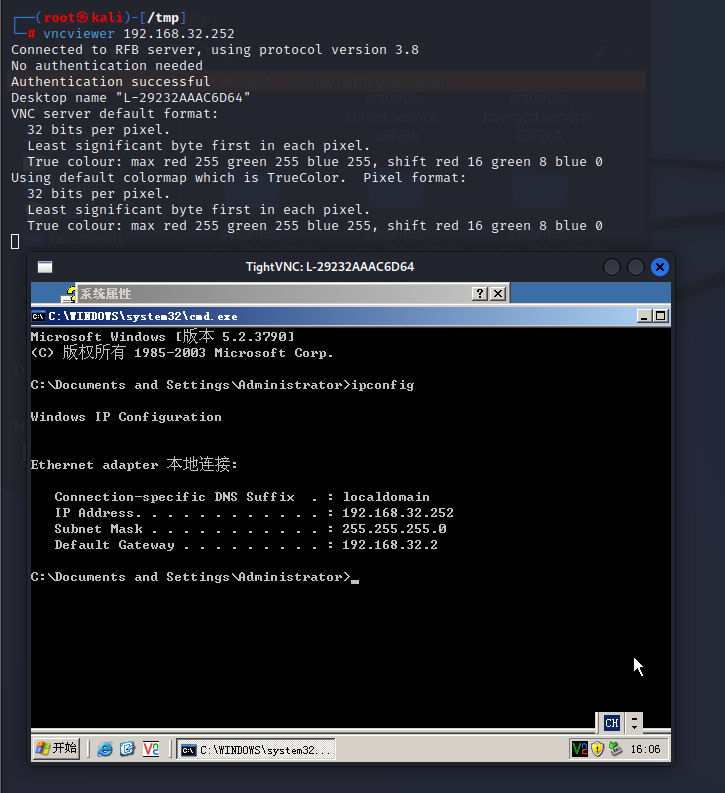 (root㉿kali)-[/tmp]
# vncviewer 192.168.32.252
Connected to RFB server, using protocol version 3.8
No authentication needed
Authentication successful
Desktop name "L-29232AAAC6D64"
VNC server default format:
32 bits per pixel.
Least significant byte first in each pixel.
True colour: max red 255 green 255 blue 255, shift red 16 green 8 blue 0
Using default colormap which is TrueColor. Pixel format:
32 bits per pixel.
Least significant byte first in each pixel.
True colour: max red 255 green 255 blue 255, shift red 16 green 8 blue 0
TightVNC: L-29232AAAC6D64
系统属性
C:\WINDOWS\system32\cmd.exe
Microsoft Windows [版本 5.2.3790]
(C) 版权所有 1985-2003 Microsoft Corp.
C:\Documents and Settings\Administrator>ipconfig
Windows IP Configuration
Ethernet adapter 本地连接:
Connection-specific DNS Suffix . : localdomain
IP Address. . . . . . . . . . . . : 192.168.32.252
Subnet Mask . . . . . . . . . . . : 255.255.255.0
Default Gateway . . . . . . . . . : 192.168.32.2
C:\Documents and Settings\Administrator>
CH
开始
C:\WINDOWS\system32...
16:06